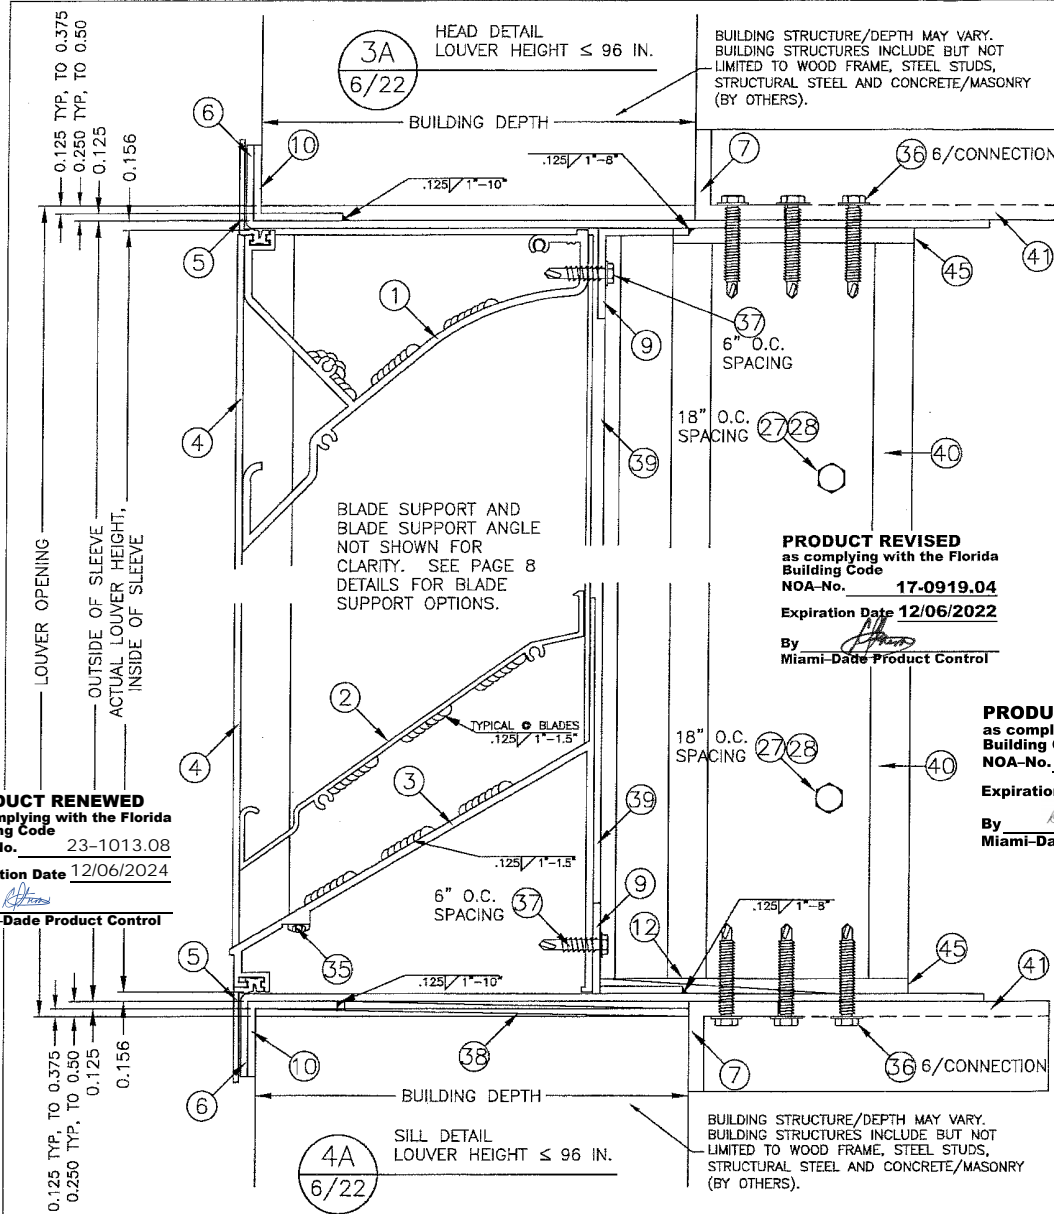 3A
6/22
HEAD DETAIL
LOUVER HEIGHT ≤ 96 IN.
BUILDING STRUCTURE/DEPTH MAY VARY.
BUILDING STRUCTURES INCLUDE BUT NOT
LIMITED TO WOOD FRAME, STEEL STUDS,
STRUCTURAL STEEL AND CONCRETE/MASONRY
(BY OTHERS).
0.125 TYP, TO 0.375
0.250 TYP, TO 0.50
0.125
0.156
6
10
BUILDING DEPTH
7
36 6/CONNECTION
.125 1"-10"
.125 1"-8"
5
45
41
1
9
37
6" O.C.
SPACING
4
39
18" O.C.
SPACING
27 28
40
BLADE SUPPORT AND
BLADE SUPPORT ANGLE
NOT SHOWN FOR
CLARITY. SEE PAGE 8
DETAILS FOR BLADE
SUPPORT OPTIONS.
LOUVER OPENING
OUTSIDE OF SLEEVE
ACTUAL LOUVER HEIGHT,
INSIDE OF SLEEVE
PRODUCT REVISED
as complying with the Florida
Building Code
NOA-No. 17-0919.04
Expiration Date 12/06/2022
By
Miami-Dade Product Control
2
TYPICAL @ BLADES
.125 1"-1.5"
4
3
18" O.C.
SPACING
27 28
40
39
PRODU
as compl
Building
NOA-No.
Expiration
By
Miami-Da
DUCT RENEWED
mplying with the Florida
ng Code
o. 23-1013.08
tion Date 12/06/2024
-Dade Product Control
.125 1"-1.5"
6" O.C.
SPACING
37
9
12
.125 1"-8"
5
35
.125 1"-10"
45
41
38
10
6
7
36 6/CONNECTION
0.125 TYP, TO 0.375
0.250 TYP, TO 0.50
0.125
0.156
BUILDING DEPTH
4A
6/22
SILL DETAIL
LOUVER HEIGHT ≤ 96 IN.
BUILDING STRUCTURE/DEPTH MAY VARY.
BUILDING STRUCTURES INCLUDE BUT NOT
LIMITED TO WOOD FRAME, STEEL STUDS,
STRUCTURAL STEEL AND CONCRETE/MASONRY
(BY OTHERS).